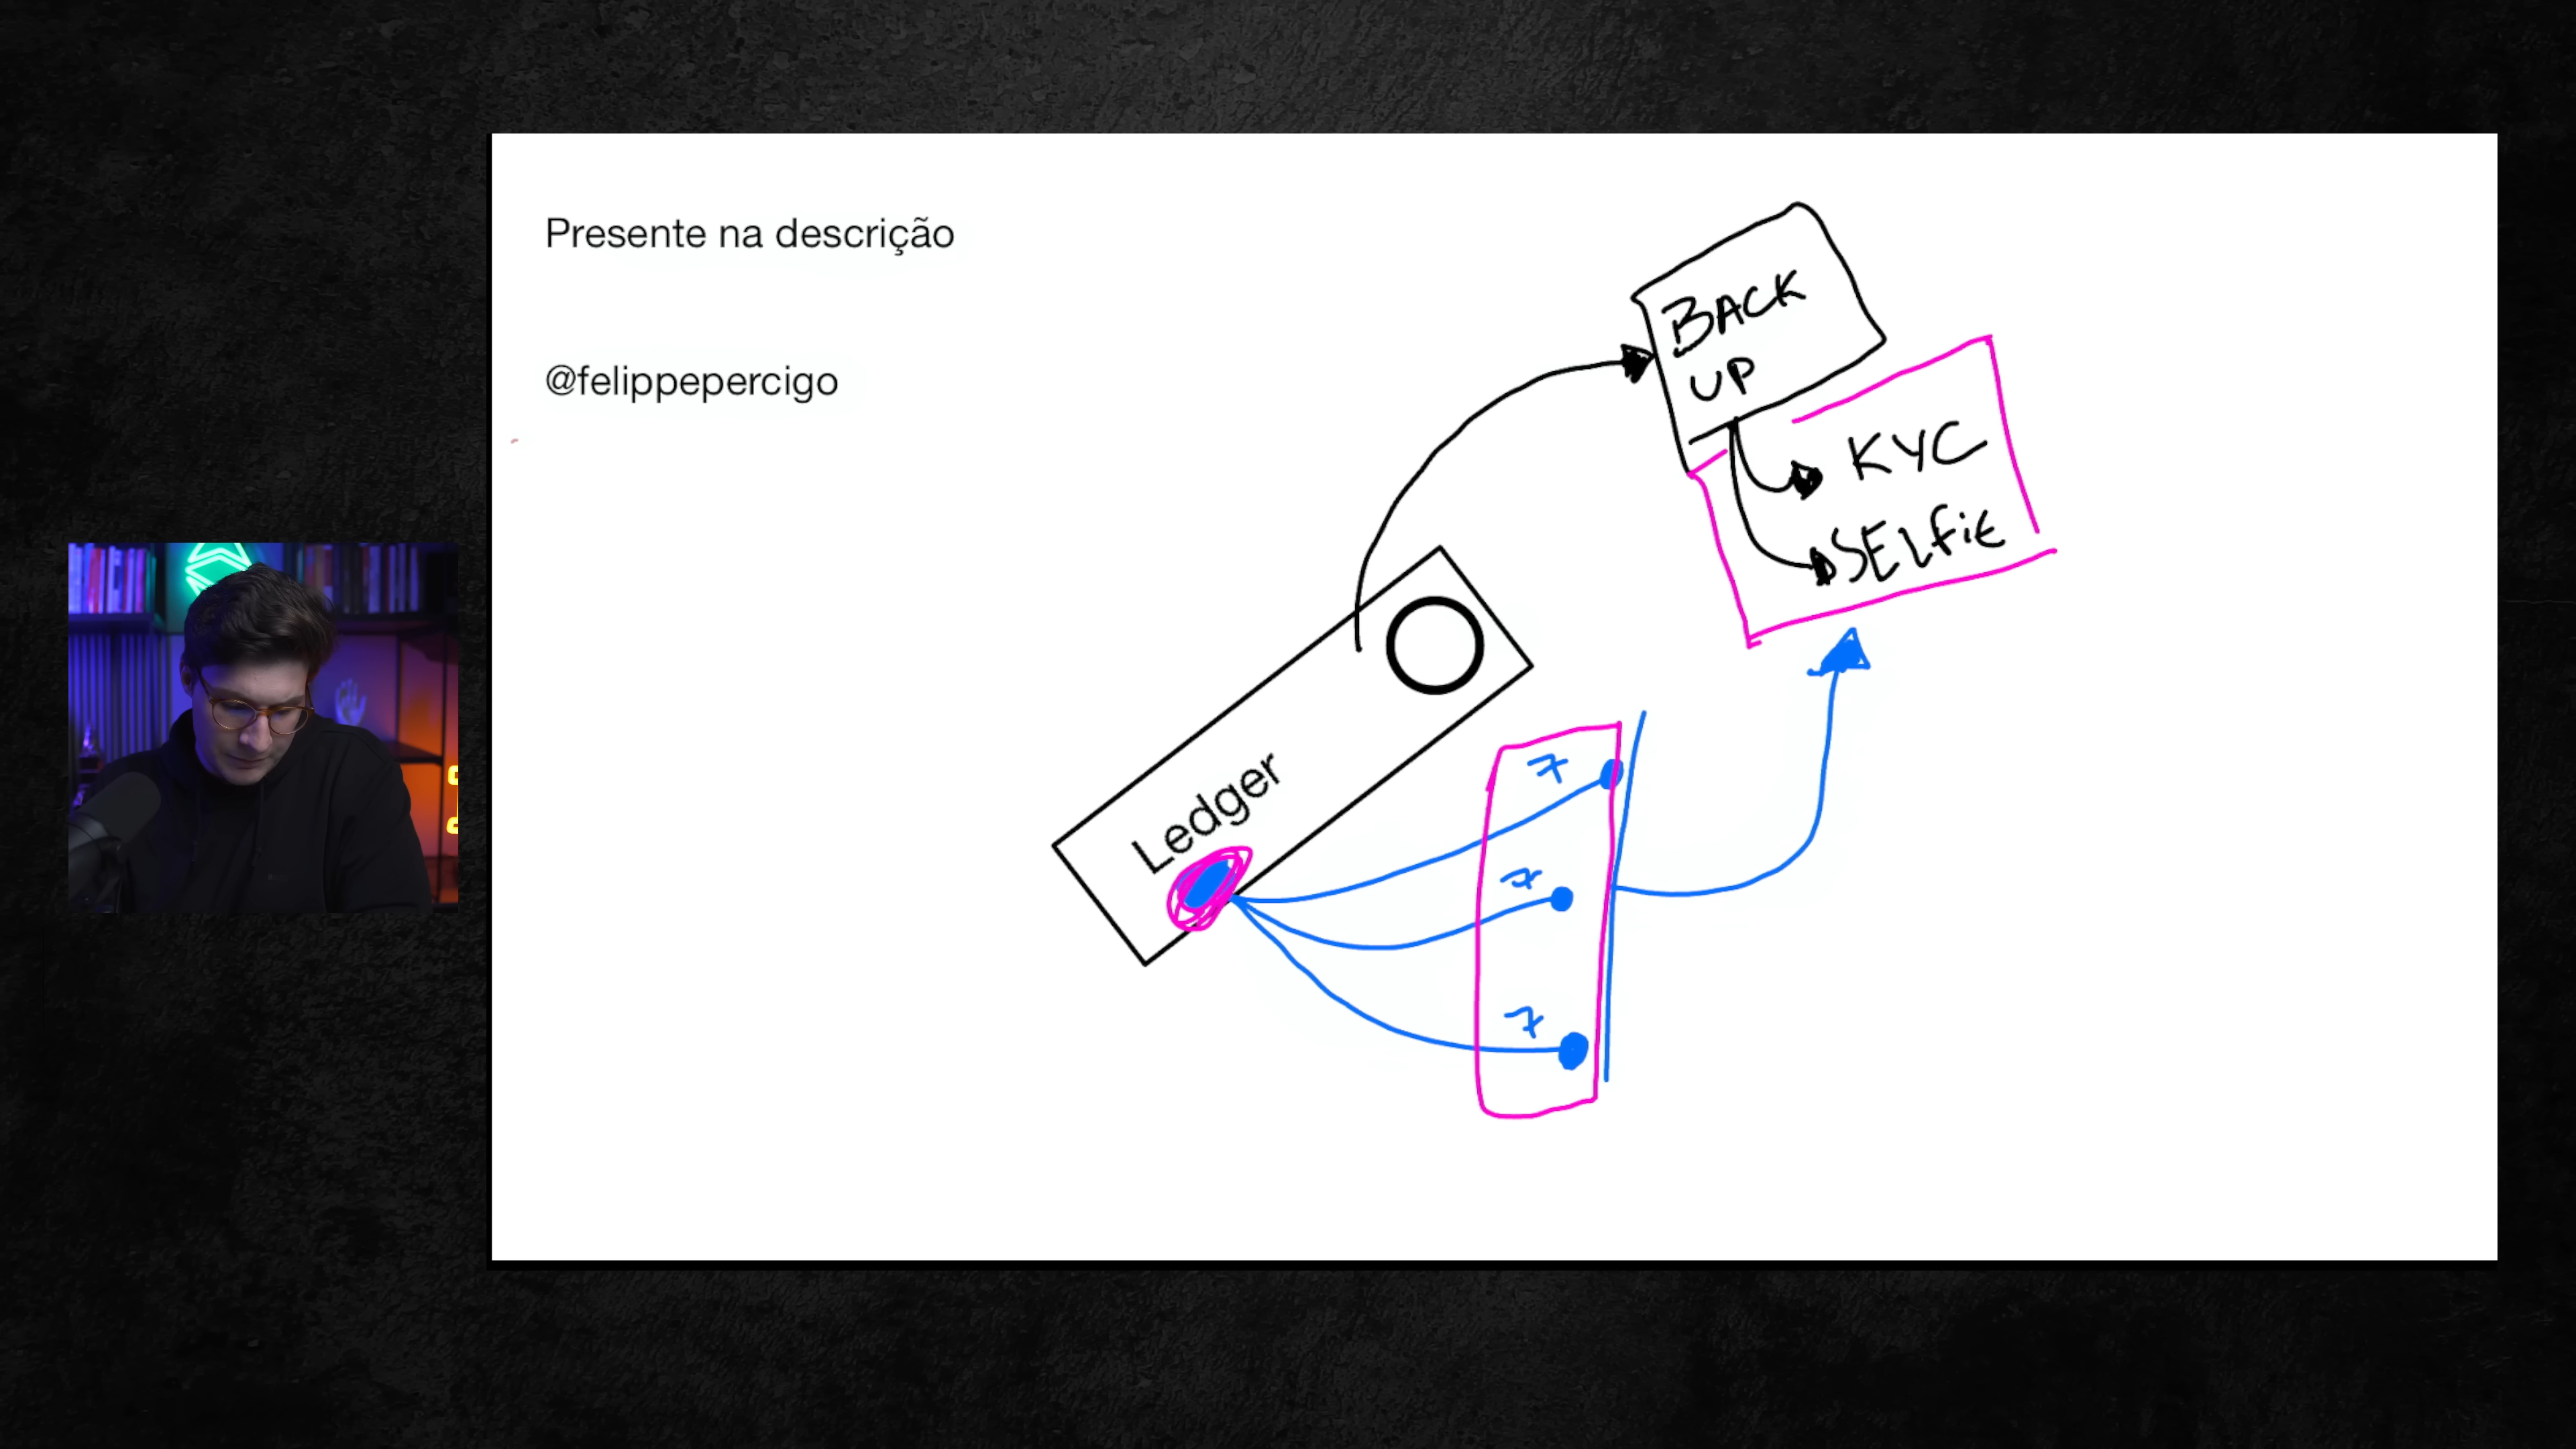 Presente na descrição
@felippepercigo
BACK
UP
KYC
SELfiE
Ledger
7
7
7